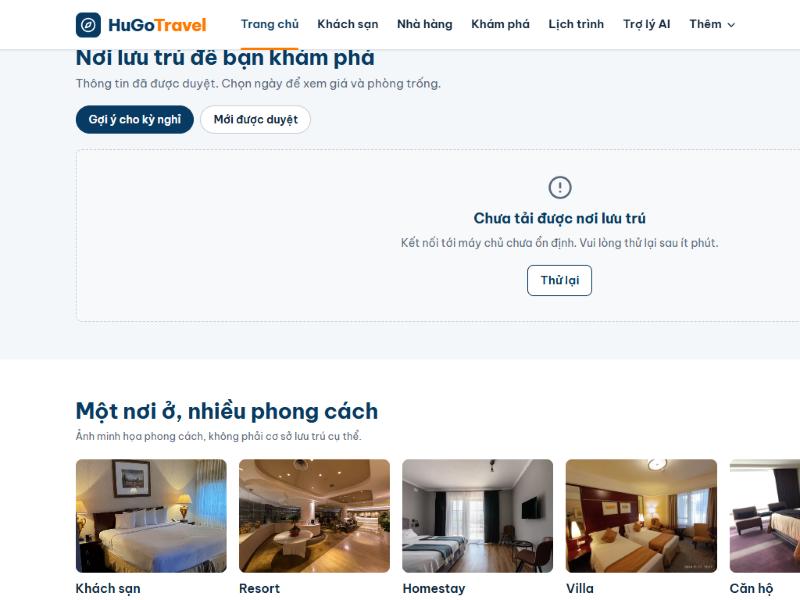 HuGoTravel
Trang chủ Khách sạn Nhà hàng Khám phá Lịch trình Trợ lý AI Thêm
Nơi lưu trú để bạn khám phá
Thông tin đã được duyệt. Chọn ngày để xem giá và phòng trống.
Gợi ý cho kỳ nghỉ Mới được duyệt
Chưa tải được nơi lưu trú
Kết nối tới máy chủ chưa ổn định. Vui lòng thử lại sau ít phút.
Thử lại
Một nơi ở, nhiều phong cách
Ảnh minh họa phong cách, không phải cơ sở lưu trú cụ thể.
Khách sạn Resort Homestay Villa Căn hộ